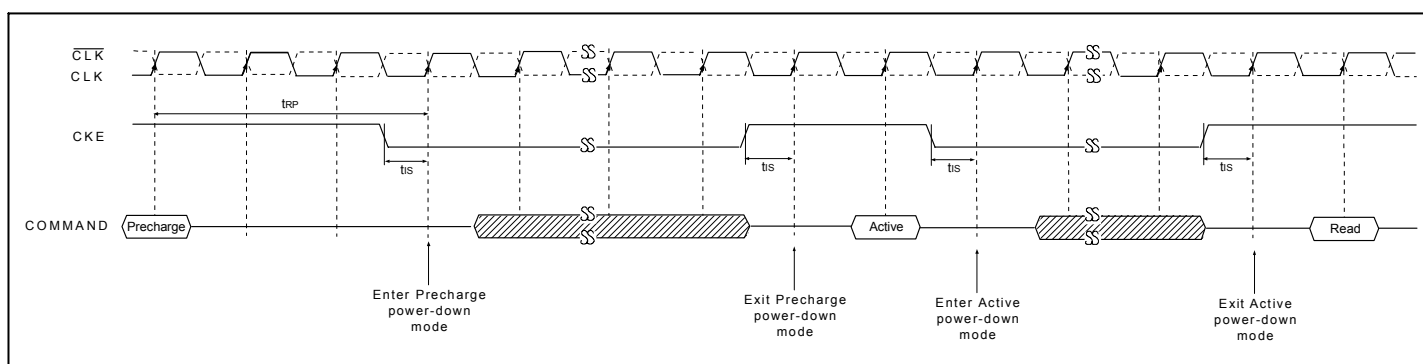 CLK
CLK
tRP
CKE
tIS
tIS
tIS
tIS
COMMAND
Precharge
Active
Read
Enter Precharge
power-down
mode
Exit Precharge
power-down
mode
Enter Active
power-down
mode
Exit Active
power-down
mode